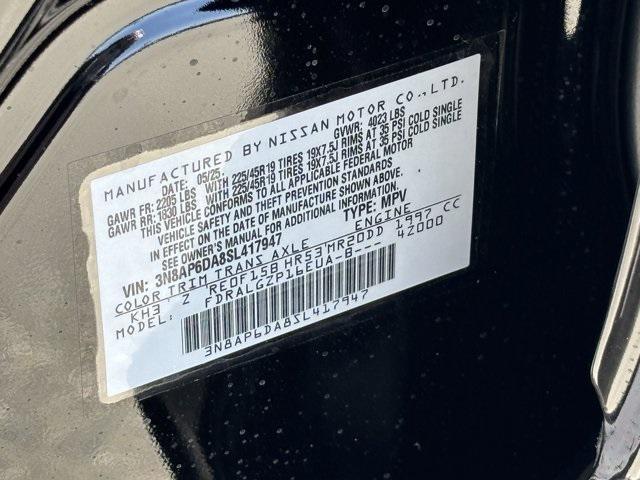 MANUFACTURED BY NISSAN MOTOR CO., LTD.
DATE: 05/25 GVWR: 4023 LBS
GAWR FR: 2205 LBS WITH 225/45R19 TIRES 19X7.5J RIMS AT 35 PSI COLD SINGLE
GAWR RR: 1830 LBS WITH 225/45R19 TIRES 19X7.5J RIMS AT 35 PSI COLD SINGLE
THIS VEHICLE CONFORMS TO ALL APPLICABLE FEDERAL MOTOR
VEHICLE SAFETY AND THEFT PREVENTION STANDARDS
IN EFFECT ON THE DATE OF MANUFACTURE SHOWN ABOVE.
SEE OWNER'S MANUAL FOR ADDITIONAL INFORMATION.
VIN: 3N8AP6DA8SL417947 TYPE: MPV
COLOR TRIM TRANS AXLE ENGINE
KH3 Z RE0F15B HR53 MR20DD 1997 CC
MODEL: FDRALGZP16EUA-B--- 42000
3N8AP6DA8SL417947